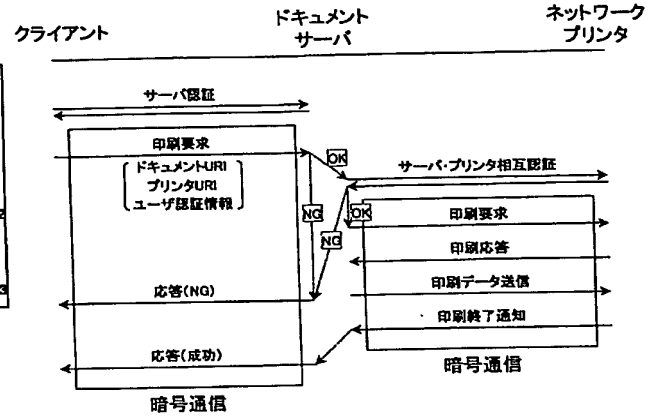 クライアント
ドキュメント
サーバ
ネットワーク
プリンタ
サーバ認証
印刷要求
ドキュメントURI
プリンタURI
ユーザ認証情報
OK
サーバ・プリンタ相互認証
NG
OK
NG
印刷要求
印刷応答
応答(NG)
印刷データ送信
印刷終了通知
応答(成功)
暗号通信
暗号通信
2
3